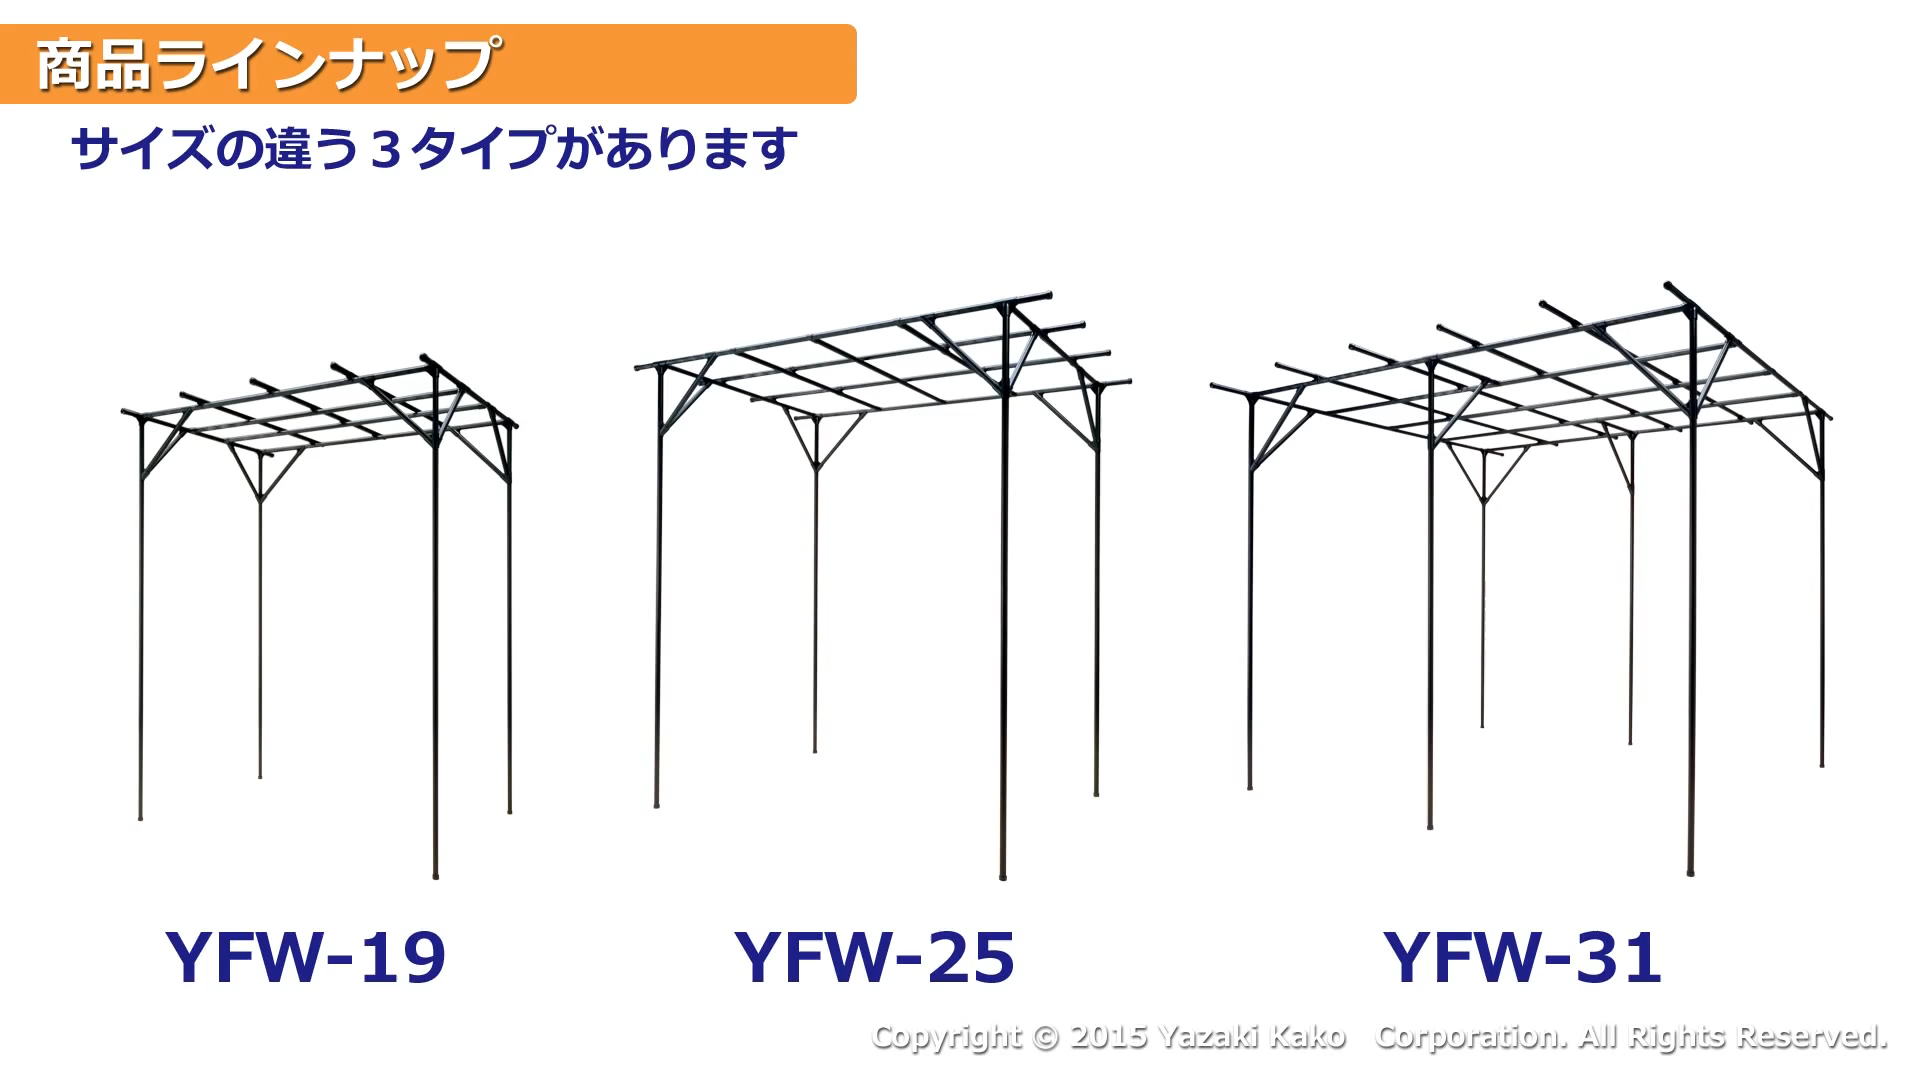 商品ラインナップ
サイズの違う３タイプがあります
YFW-19
YFW-25
YFW-31
Copyright © 2015 Yazaki Kako　Corporation. All Rights Reserved.